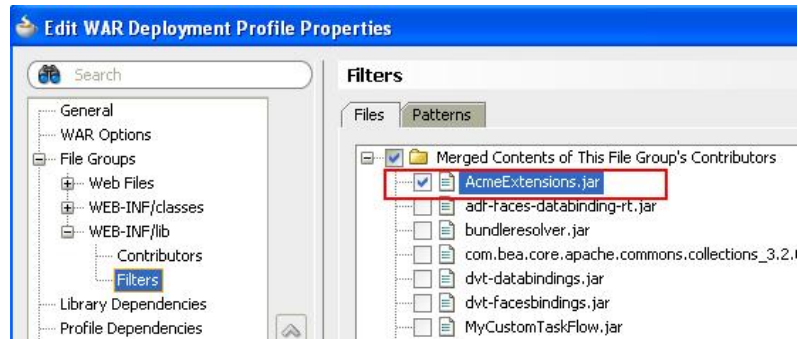 Edit WAR Deployment Profile Properties
Search
General
WAR Options
File Groups
Web Files
WEB-INF/classes
WEB-INF/lib
Contributors
Filters
Library Dependencies
Profile Dependencies
Filters
Files Patterns
Merged Contents of This File Group's Contributors
AcmeExtensions.jar
adf-faces-databinding-rt.jar
bundleresolver.jar
com.bea.core.apache.commons.collections_3.2.
dvt-databindings.jar
dvt-facesbindings.jar
MyCustomTaskFlow.jar